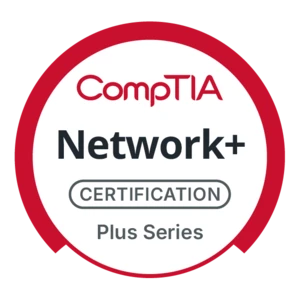 CompTIA
Network+
CERTIFICATION
Plus Series